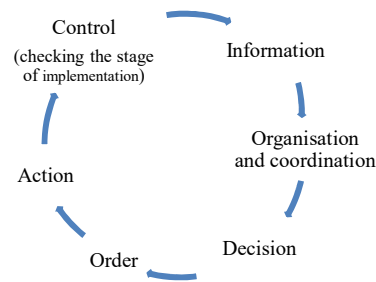 Control
(checking the stage
of implementation)
Information
Organisation
and coordination
Decision
Order
Action